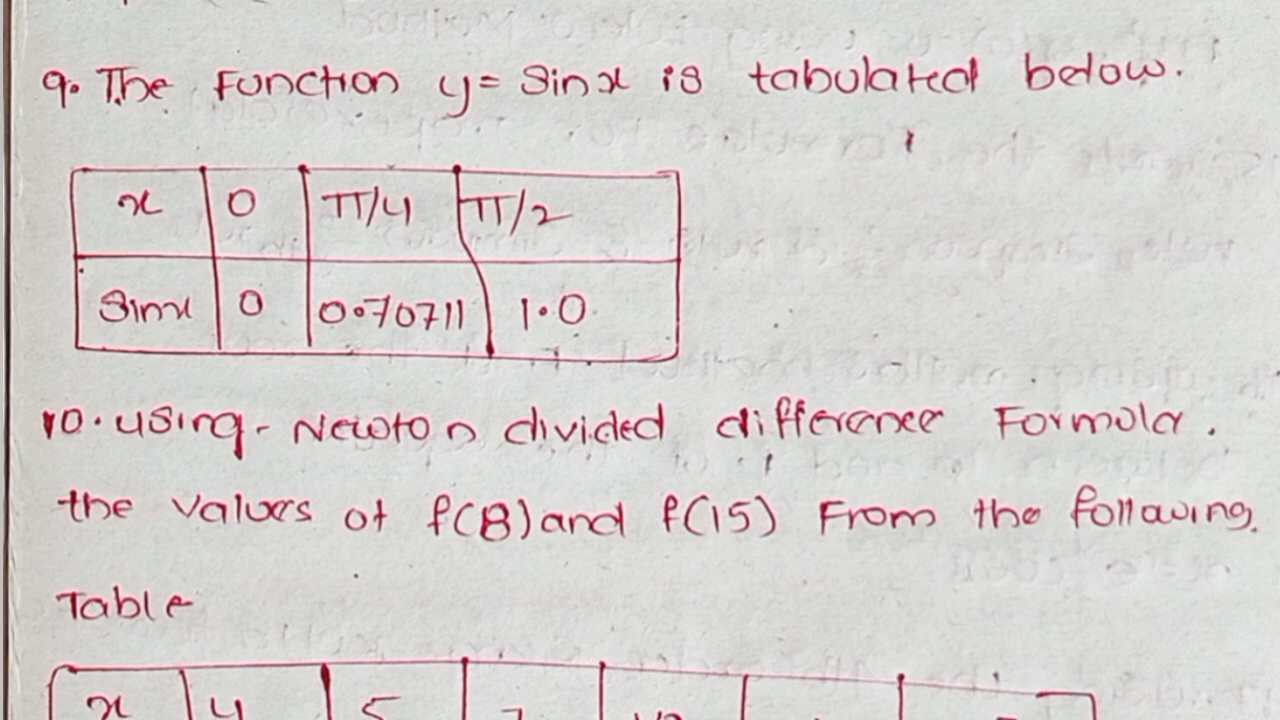 9. The Function y= Sinx is tabulated below.
x 0 π/4 π/2
Sinx 0 0.70711 1.0
10. using- Newton divided difference Formola.
the values of f(8) and f(15) From the following.
Table
x 4 5